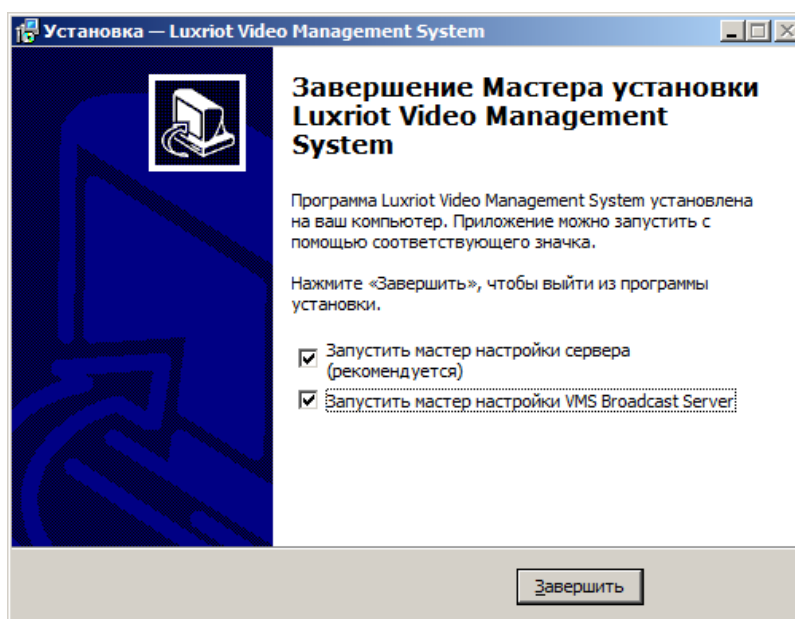 Установка — Luxriot Video Management System
Завершение Мастера установки
Luxriot Video Management
System
Программа Luxriot Video Management System установлена
на ваш компьютер. Приложение можно запустить с
помощью соответствующего значка.
Нажмите «Завершить», чтобы выйти из программы
установки.
Запустить мастер настройки сервера
(рекомендуется)
Запустить мастер настройки VMS Broadcast Server
Завершить